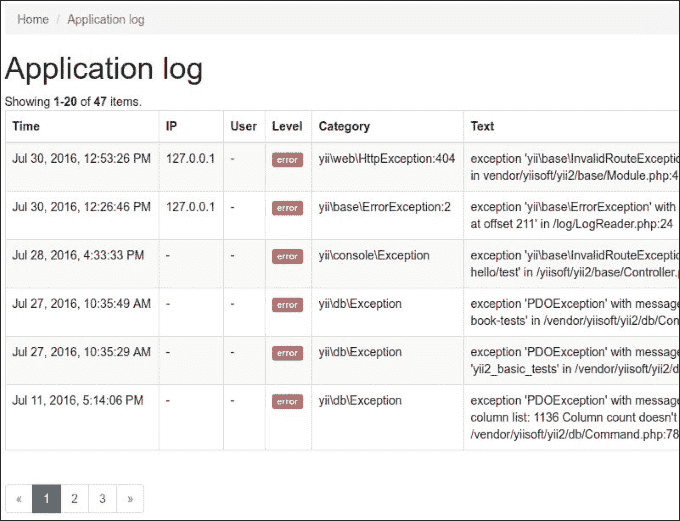 Home / Application log
Application log
Showing 1-20 of 47 items.
Time IP User Level Category Text
Jul 30, 2016, 12:53:26 PM 127.0.0.1 - error yii\web\HttpException:404 exception 'yii\base\InvalidRouteExceptio
in vendor/yiisoft/yii2/base/Module.php:4
Jul 30, 2016, 12:26:46 PM 127.0.0.1 - error yii\base\ErrorException:2 exception 'yii\base\ErrorException' with
at offset 211' in /log/LogReader.php:24
Jul 28, 2016, 4:33:33 PM - - error yii\console\Exception exception 'yii\base\InvalidRouteExceptio
hello/test' in /yiisoft/yii2/base/Controller.p
Jul 27, 2016, 10:35:49 AM - - error yii\db\Exception exception 'PDOException' with message
book-tests' in /vendor/yiisoft/yii2/db/Con
Jul 27, 2016, 10:35:29 AM - - error yii\db\Exception exception 'PDOException' with message
'yii2_basic_tests' in /vendor/yiisoft/yii2/d
Jul 11, 2016, 5:14:06 PM - - error yii\db\Exception exception 'PDOException' with message
column list: 1136 Column count doesn't
/vendor/yiisoft/yii2/db/Command.php:78
« 1 2 3 »